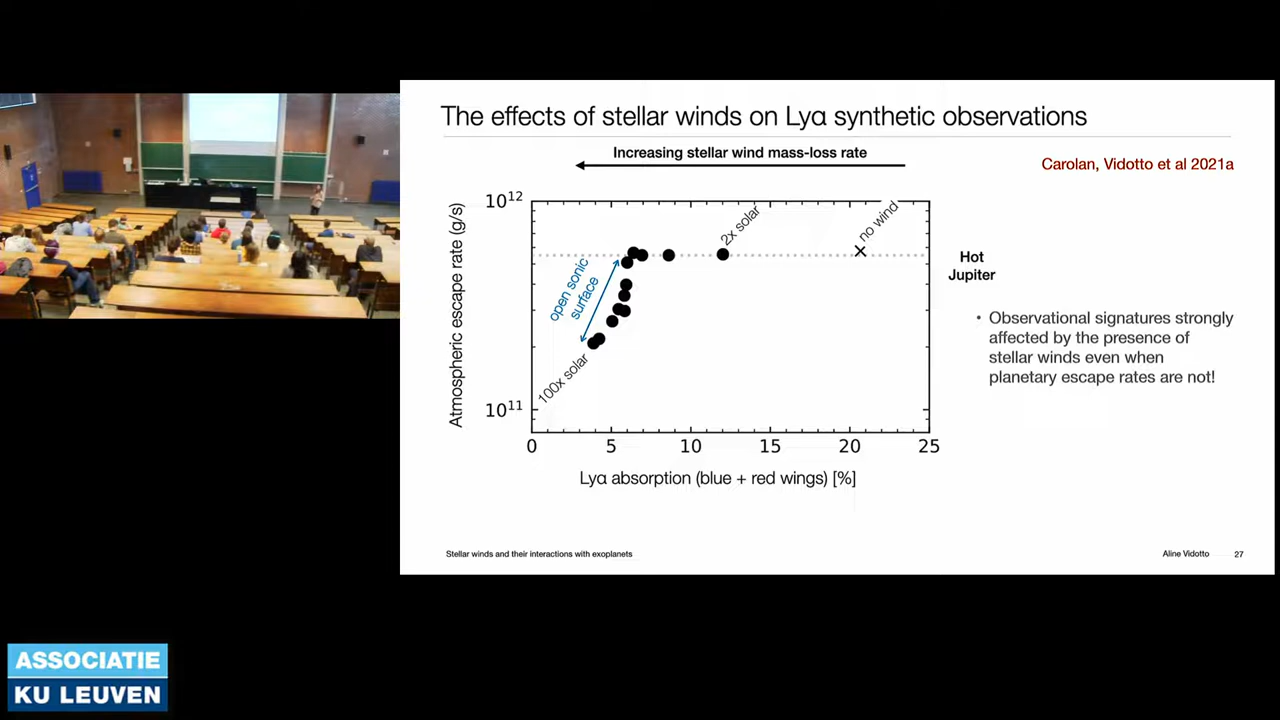 The effects of stellar winds on Lyα synthetic observations
Increasing stellar wind mass-loss rate
Carolan, Vidotto et al 2021a
Atmospheric escape rate (g/s)
10¹²
10¹¹
2x solar
no wind
open sonic
surface
100x solar
0 5 10 15 20 25
Lyα absorption (blue + red wings) [%]
Hot
Jupiter
• Observational signatures strongly
affected by the presence of
stellar winds even when
planetary escape rates are not!
Stellar winds and their interactions with exoplanets
Aline Vidotto 27
ASSOCIATIE
KU LEUVEN